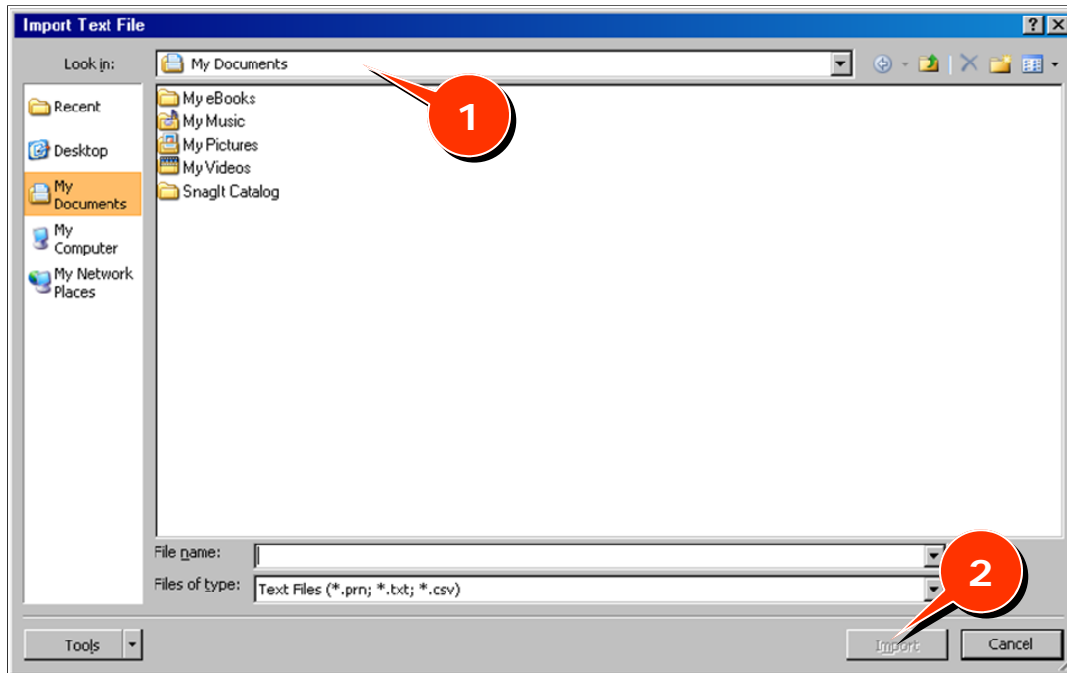 Import Text File
Look in:
My Documents
1
Recent
Desktop
My
Documents
My
Computer
My Network
Places
My eBooks
My Music
My Pictures
My Videos
SnagIt Catalog
File name:
Files of type:
Text Files (*.prn; *.txt; *.csv)
2
Tools
Import
Cancel